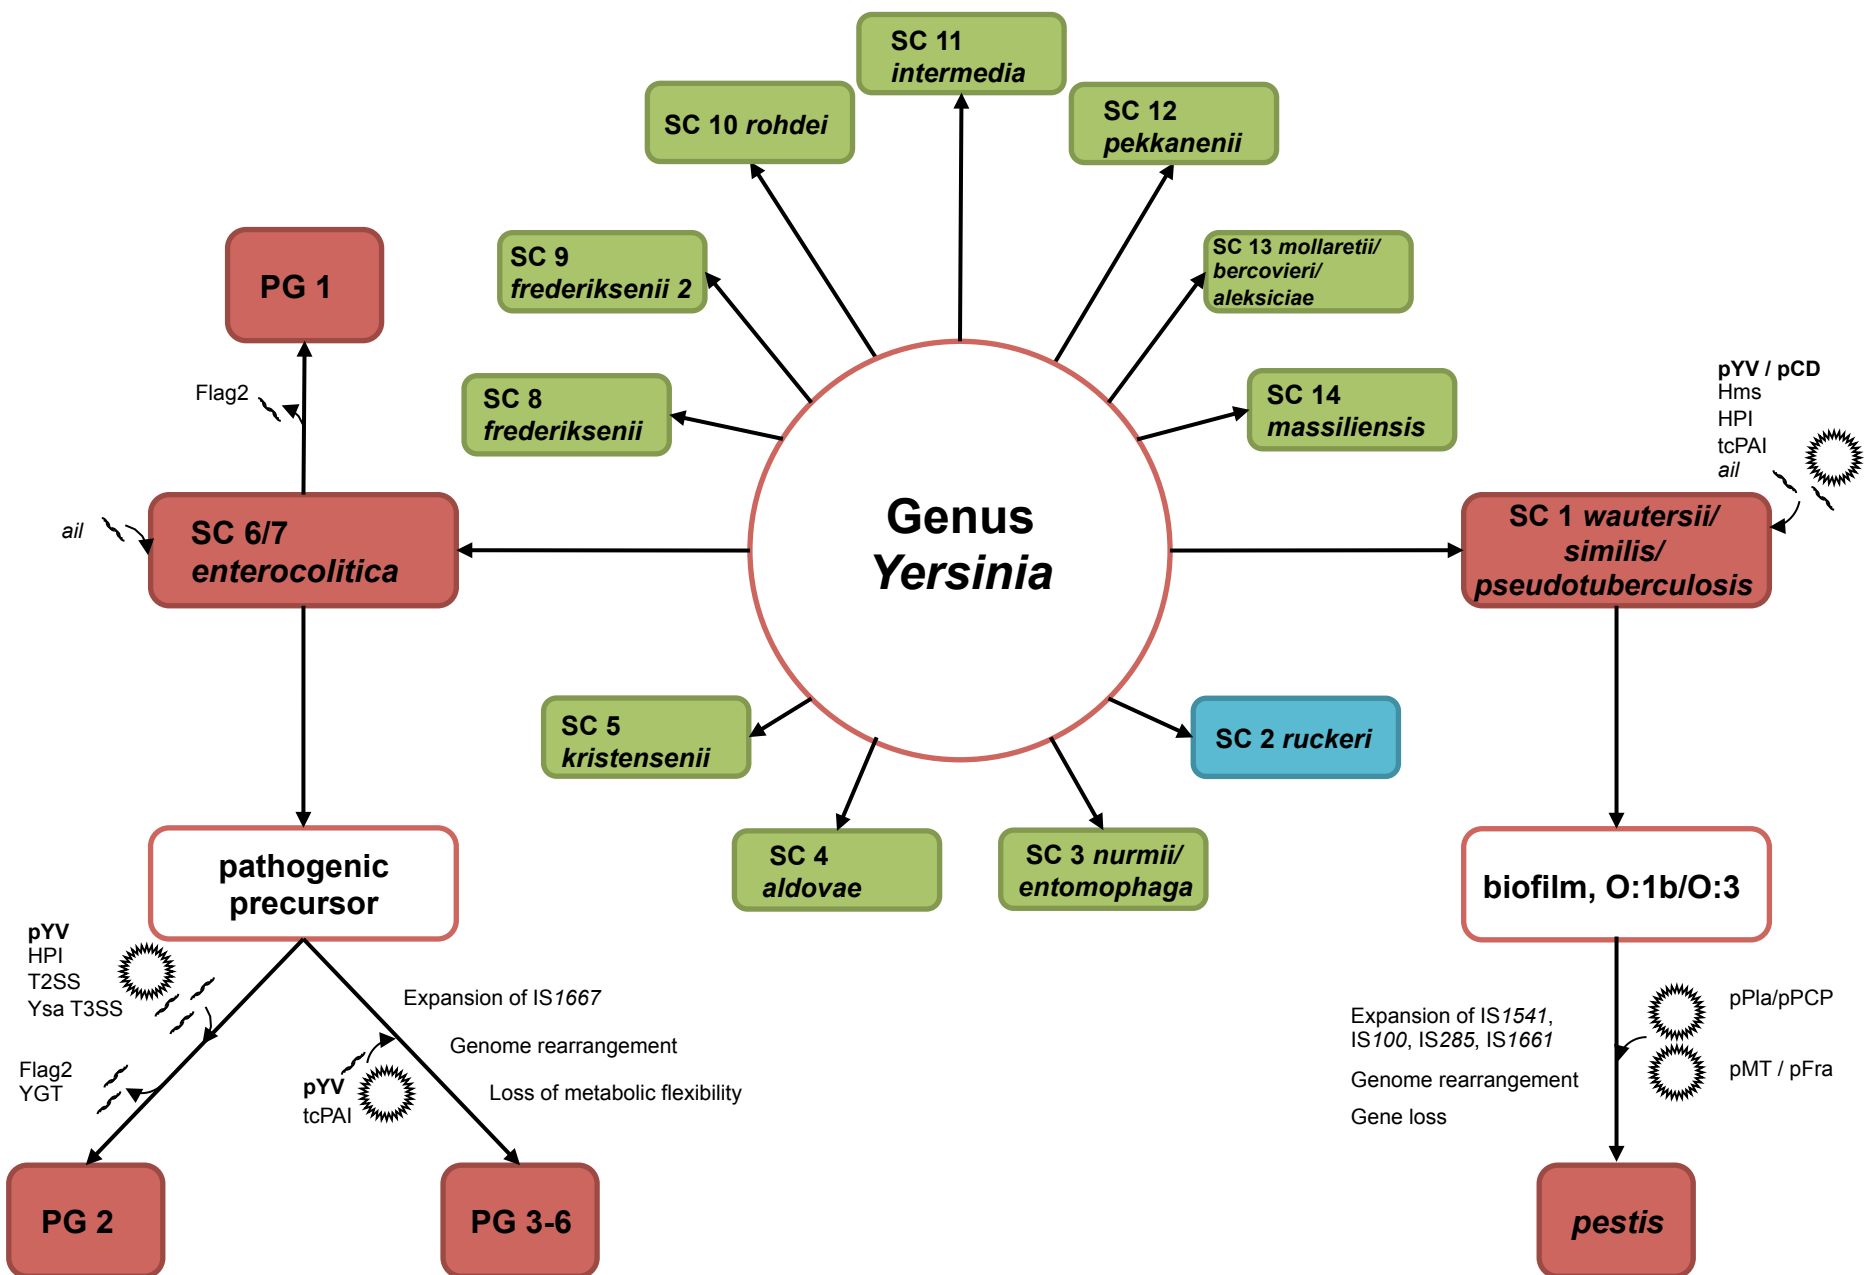 SC 11
intermedia
SC 10 rohdei
SC 12
pekkanenii
PG 1
SC 9
frederiksenii 2
SC 13 mollaretii/
bercovieri/
aleksiciae
Flag2
SC 8
frederiksenii
SC 14
massiliensis
pYV / pCD
Hms
HPI
tcPAI
ail
ail
SC 6/7
enterocolitica
Genus
Yersinia
SC 1 wautersii/
similis/
pseudotuberculosis
SC 5
kristensenii
SC 2 ruckeri
SC 4
aldovae
SC 3 nurmii/
entomophaga
pathogenic
precursor
biofilm, O:1b/O:3
pYV
HPI
T2SS
Ysa T3SS
Flag2
YGT
Expansion of IS1667
Genome rearrangement
Loss of metabolic flexibility
pYV
tcPAI
Expansion of IS1541,
IS100, IS285, IS1661
Genome rearrangement
Gene loss
pPla/pPCP
pMT / pFra
PG 2
PG 3-6
pestis